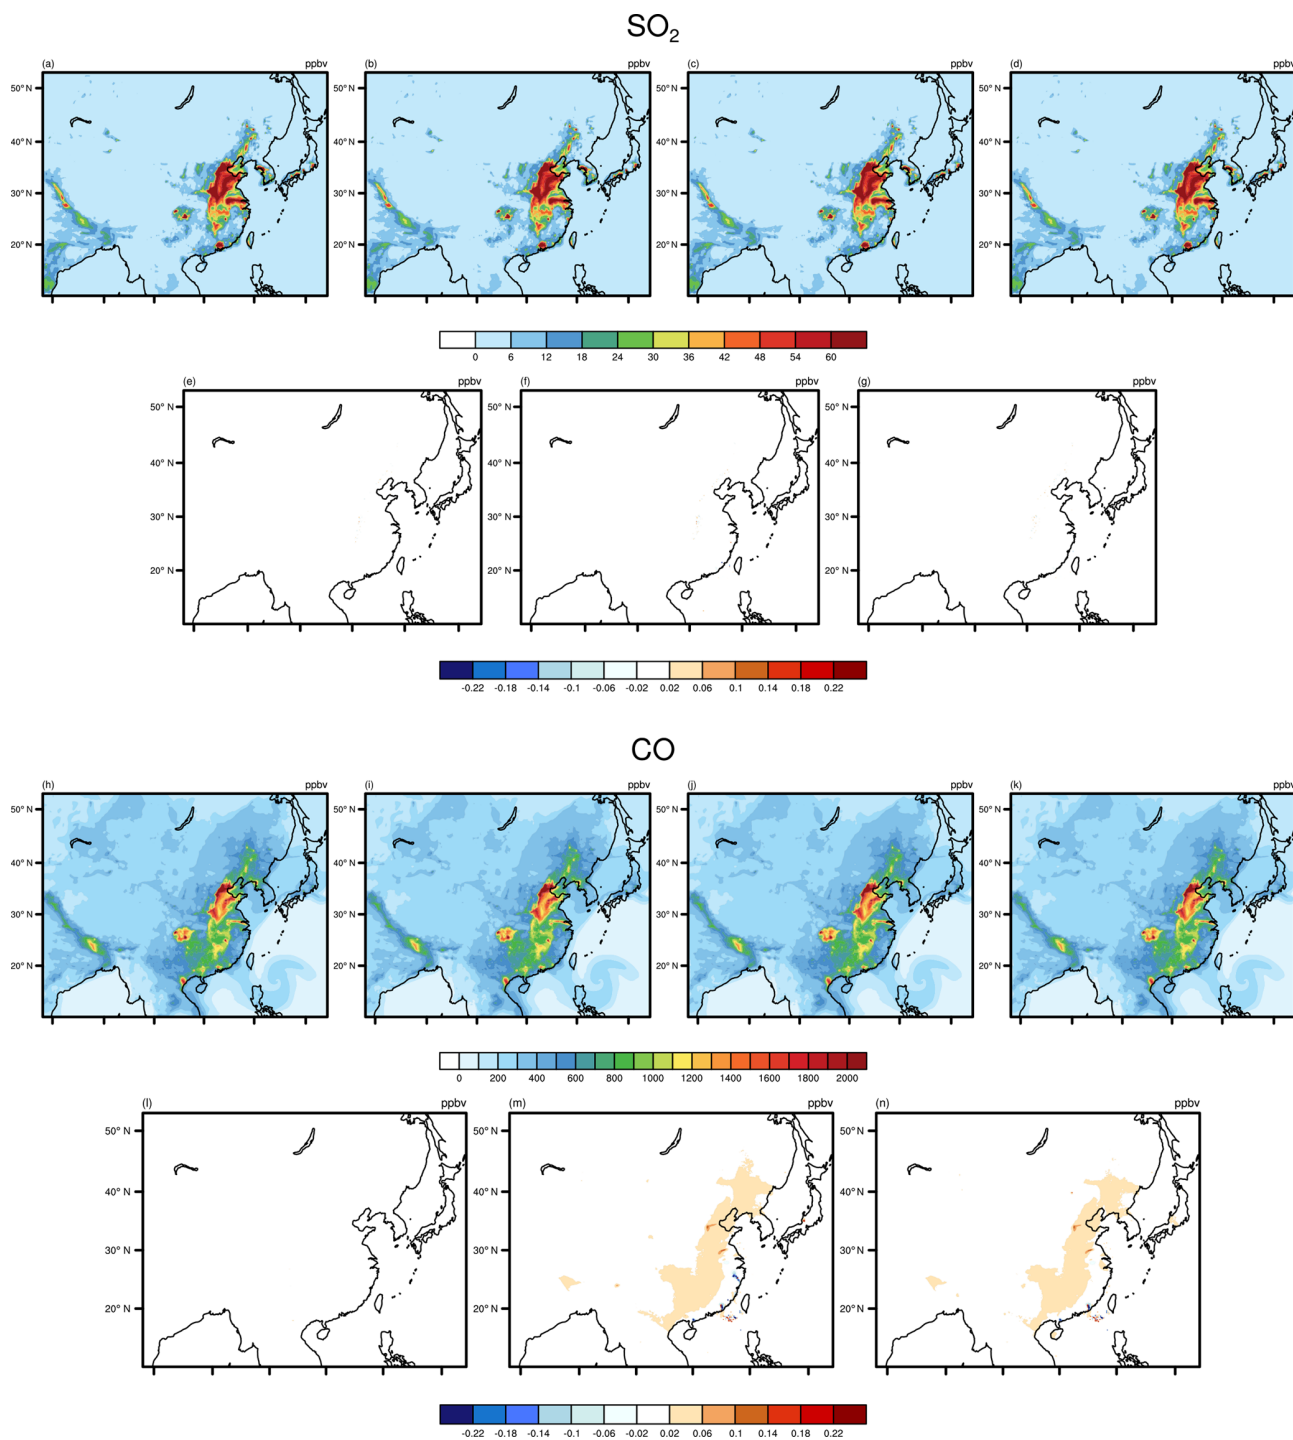 SO2
(a) ppbv (b) ppbv (c) ppbv (d) ppbv
50° N 50° N 50° N 50° N
40° N 40° N 40° N 40° N
30° N 30° N 30° N 30° N
20° N 20° N 20° N 20° N
0 6 12 18 24 30 36 42 48 54 60
(e) ppbv (f) ppbv (g) ppbv
50° N 50° N 50° N
40° N 40° N 40° N
30° N 30° N 30° N
20° N 20° N 20° N
-0.22 -0.18 -0.14 -0.1 -0.06 -0.02 0.02 0.06 0.1 0.14 0.18 0.22
CO
(h) ppbv (i) ppbv (j) ppbv (k) ppbv
50° N 50° N 50° N 50° N
40° N 40° N 40° N 40° N
30° N 30° N 30° N 30° N
20° N 20° N 20° N 20° N
0 200 400 600 800 1000 1200 1400 1600 1800 2000
(l) ppbv (m) ppbv (n) ppbv
50° N 50° N 50° N
40° N 40° N 40° N
30° N 30° N 30° N
20° N 20° N 20° N
-0.22 -0.18 -0.14 -0.1 -0.06 -0.02 0.02 0.06 0.1 0.14 0.18 0.22